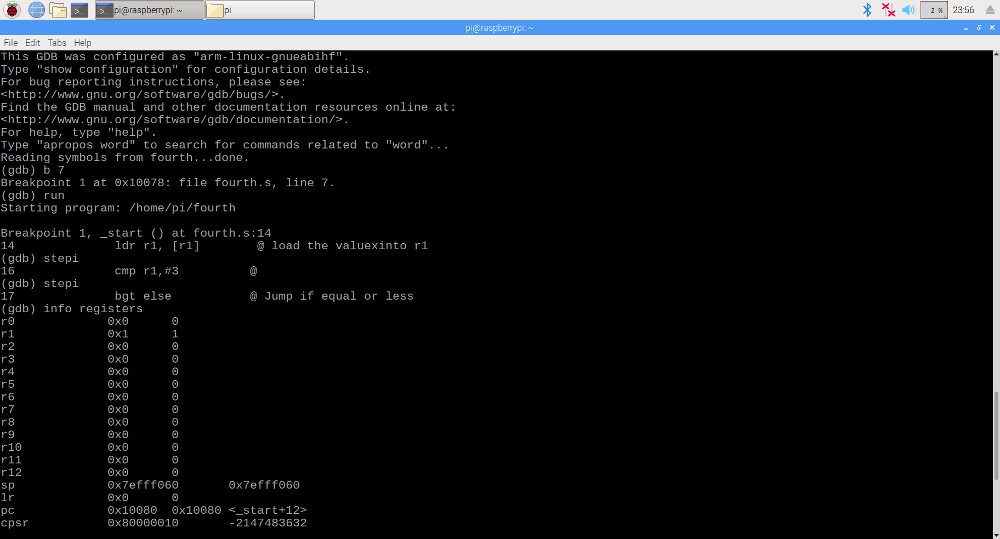 pi@raspberrypi: ~ pi 2 % 23:56
pi@raspberrypi: ~
File Edit Tabs Help
This GDB was configured as "arm-linux-gnueabihf".
Type "show configuration" for configuration details.
For bug reporting instructions, please see:
<http://www.gnu.org/software/gdb/bugs/>.
Find the GDB manual and other documentation resources online at:
<http://www.gnu.org/software/gdb/documentation/>.
For help, type "help".
Type "apropos word" to search for commands related to "word"...
Reading symbols from fourth...done.
(gdb) b 7
Breakpoint 1 at 0x10078: file fourth.s, line 7.
(gdb) run
Starting program: /home/pi/fourth
Breakpoint 1, _start () at fourth.s:14
14 ldr r1, [r1] @ load the valuexinto r1
(gdb) stepi
16 cmp r1,#3 @
(gdb) stepi
17 bgt else @ Jump if equal or less
(gdb) info registers
r0 0x0 0
r1 0x1 1
r2 0x0 0
r3 0x0 0
r4 0x0 0
r5 0x0 0
r6 0x0 0
r7 0x0 0
r8 0x0 0
r9 0x0 0
r10 0x0 0
r11 0x0 0
r12 0x0 0
sp 0x7efff060 0x7efff060
lr 0x0 0
pc 0x10080 0x10080 <_start+12>
cpsr 0x80000010 -2147483632